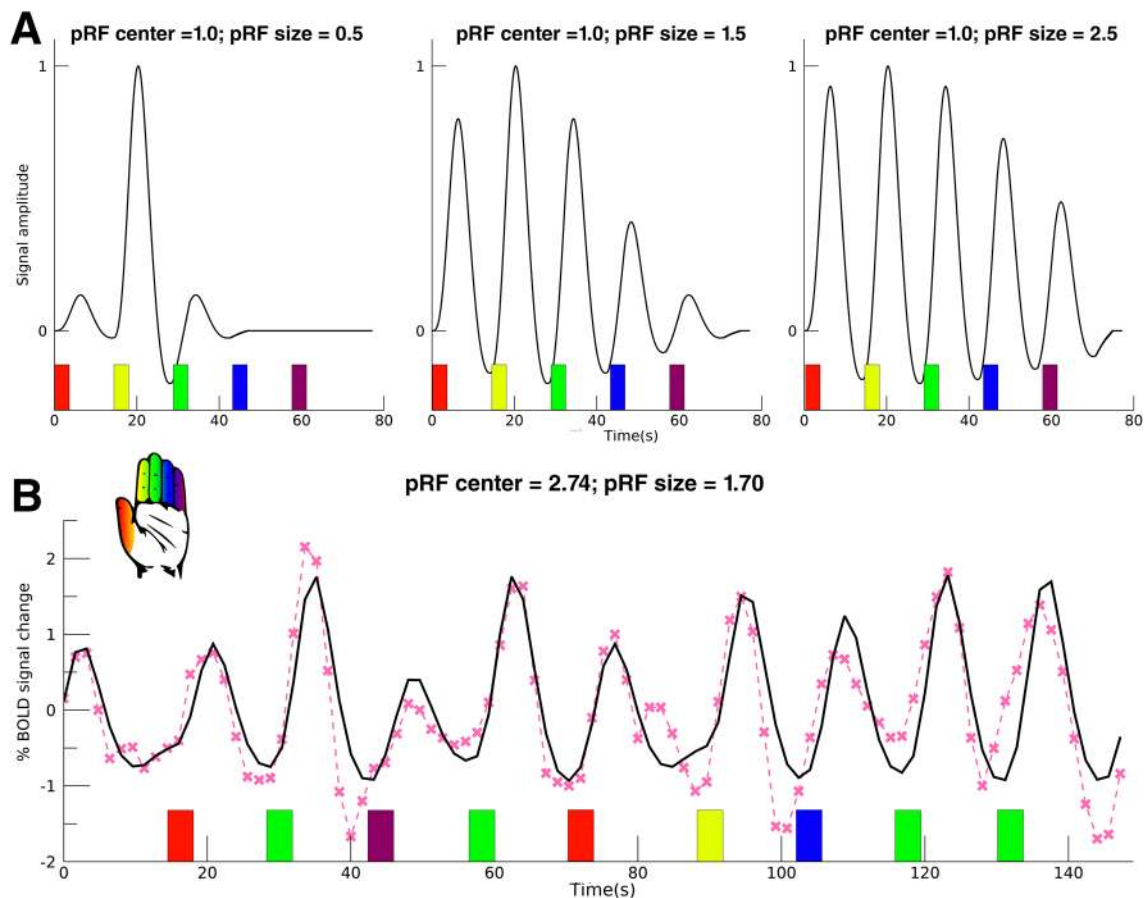 A
pRF center =1.0; pRF size = 0.5
pRF center =1.0; pRF size = 1.5
pRF center =1.0; pRF size = 2.5
Signal amplitude
1
0
0 20 40 60 80
1
0
0 20 40 60 80
1
0
0 20 40 60 80
Time(s)
B
pRF center = 2.74; pRF size = 1.70
% BOLD signal change
2
1
0
-1
-2
0 20 40 60 80 100 120 140
Time(s)